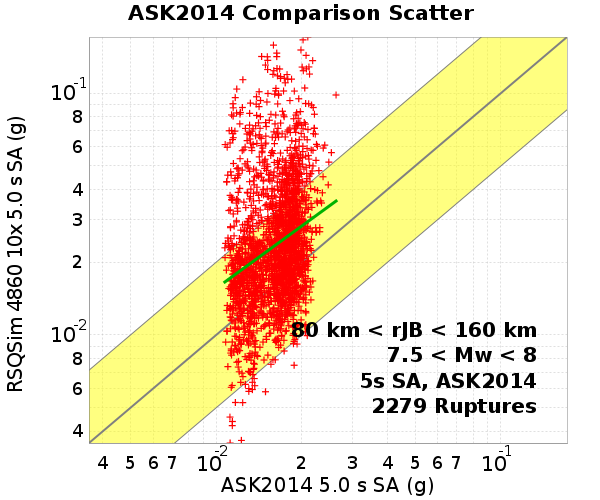 ASK2014 Comparison Scatter
RSQSim 4860 10x 5.0 s SA (g)
10-1
8
6
4
3
2
10-2
8
6
4
80 km < rJB < 160 km
7.5 < Mw < 8
5s SA, ASK2014
2279 Ruptures
4 5 6 7 10-2 2 3 4 5 6 7 10-1
ASK2014 5.0 s SA (g)